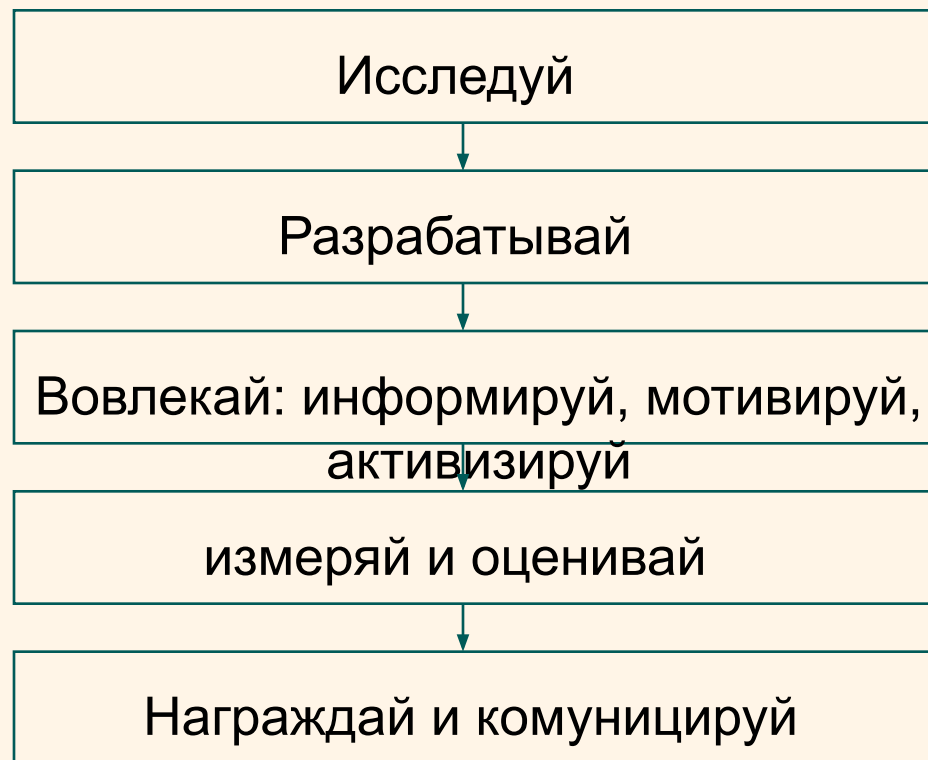 Исследуй
Разрабатывай
Вовлекай: информируй, мотивируй,
активизируй
измеряй и оценивай
Награждай и комуницируй